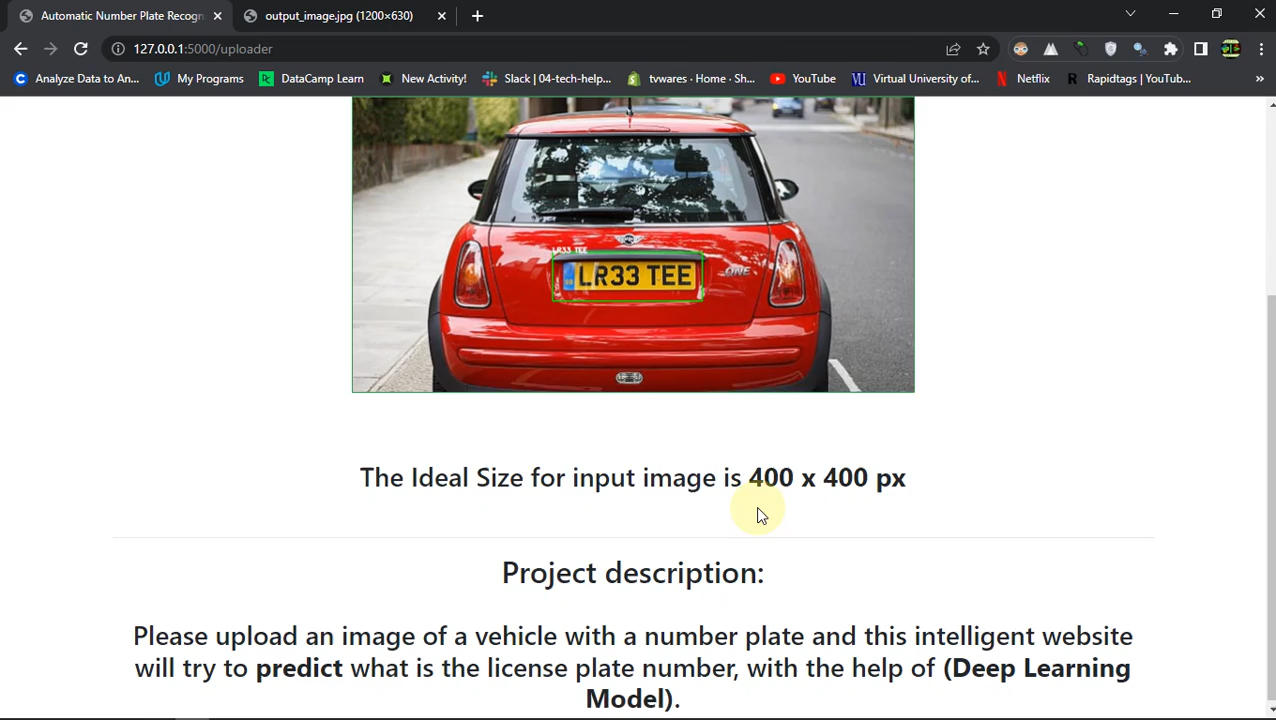 Automatic Number Plate Recogn
output_image.jpg (1200×630)
127.0.0.1:5000/uploader
Analyze Data to An...
My Programs
DataCamp Learn
New Activity!
Slack | 04-tech-help...
tvwares · Home · Sh...
YouTube
Virtual University of...
Netflix
Rapidtags | YouTub...
»
LR33 TEE
LR33 TEE
ONE
The Ideal Size for input image is 400 x 400 px
Project description:
Please upload an image of a vehicle with a number plate and this intelligent website
will try to predict what is the license plate number, with the help of (Deep Learning
Model).